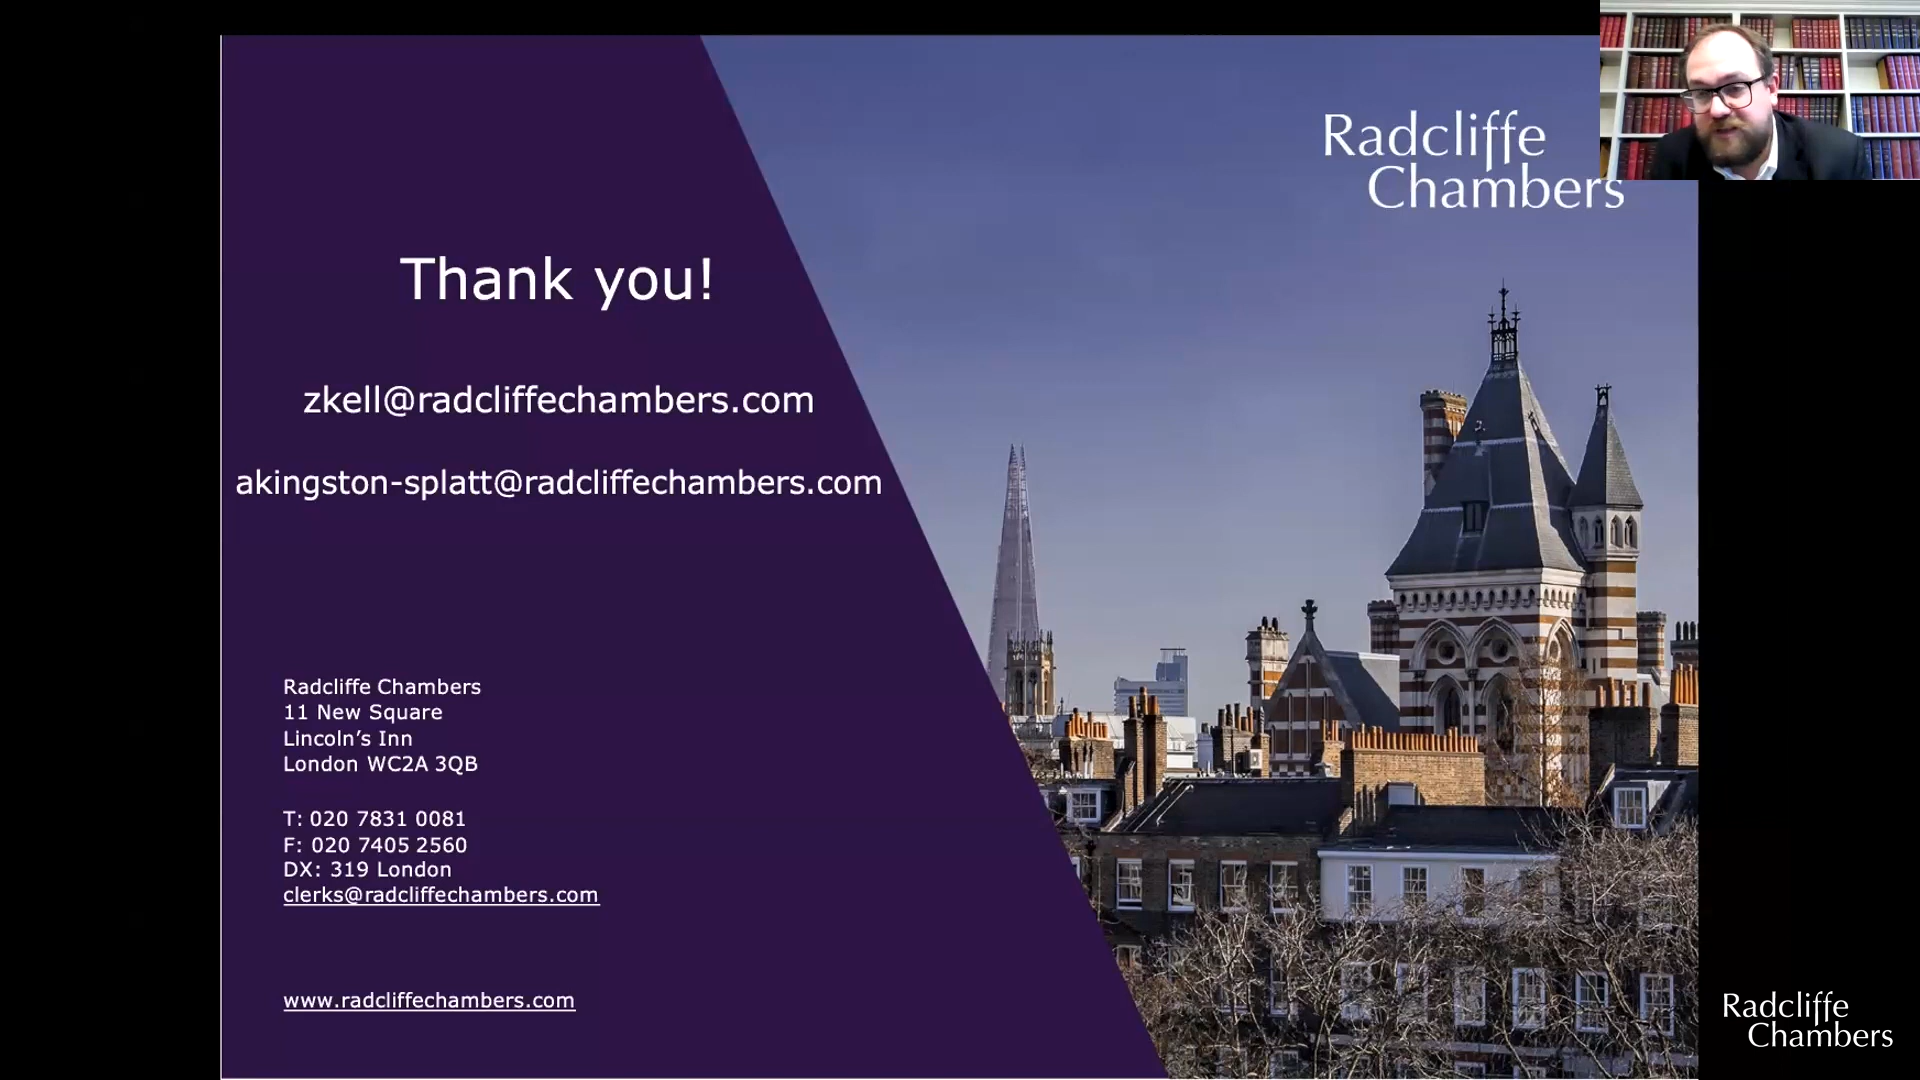 Radcliffe
Chambers
Thank you!
zkell@radcliffechambers.com
akingston-splatt@radcliffechambers.com
Radcliffe Chambers
11 New Square
Lincoln’s Inn
London WC2A 3QB
T: 020 7831 0081
F: 020 7405 2560
DX: 319 London
clerks@radcliffechambers.com
www.radcliffechambers.com
Radcliffe
Chambers